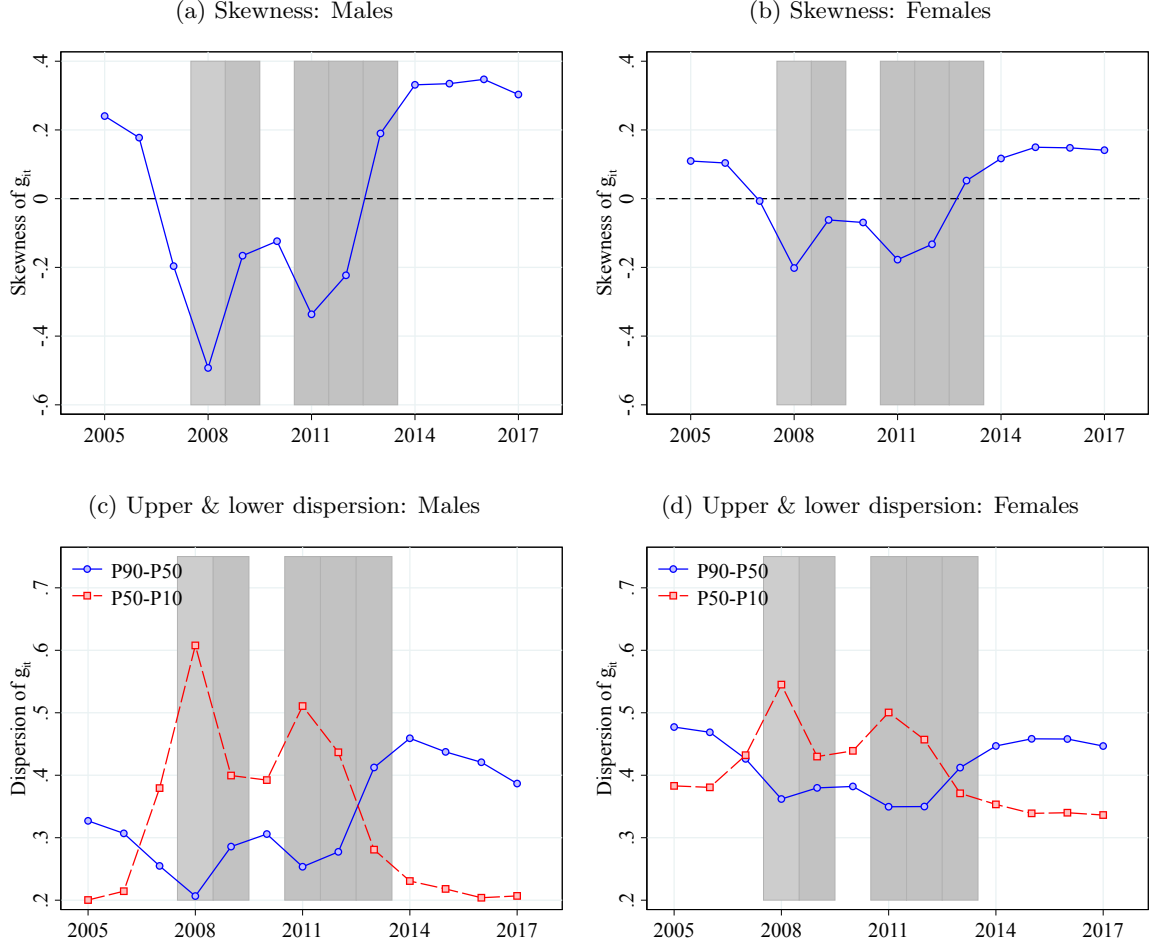 (a) Skewness: Males
Skewness of g_it
.4
.2
0
-.2
-.4
-.6
2005 2008 2011 2014 2017
(b) Skewness: Females
Skewness of g_it
.4
.2
0
-.2
-.4
-.6
2005 2008 2011 2014 2017
(c) Upper & lower dispersion: Males
P90-P50
P50-P10
Dispersion of g_it
.7
.6
.5
.4
.3
.2
2005 2008 2011 2014 2017
(d) Upper & lower dispersion: Females
P90-P50
P50-P10
Dispersion of g_it
.7
.6
.5
.4
.3
.2
2005 2008 2011 2014 2017